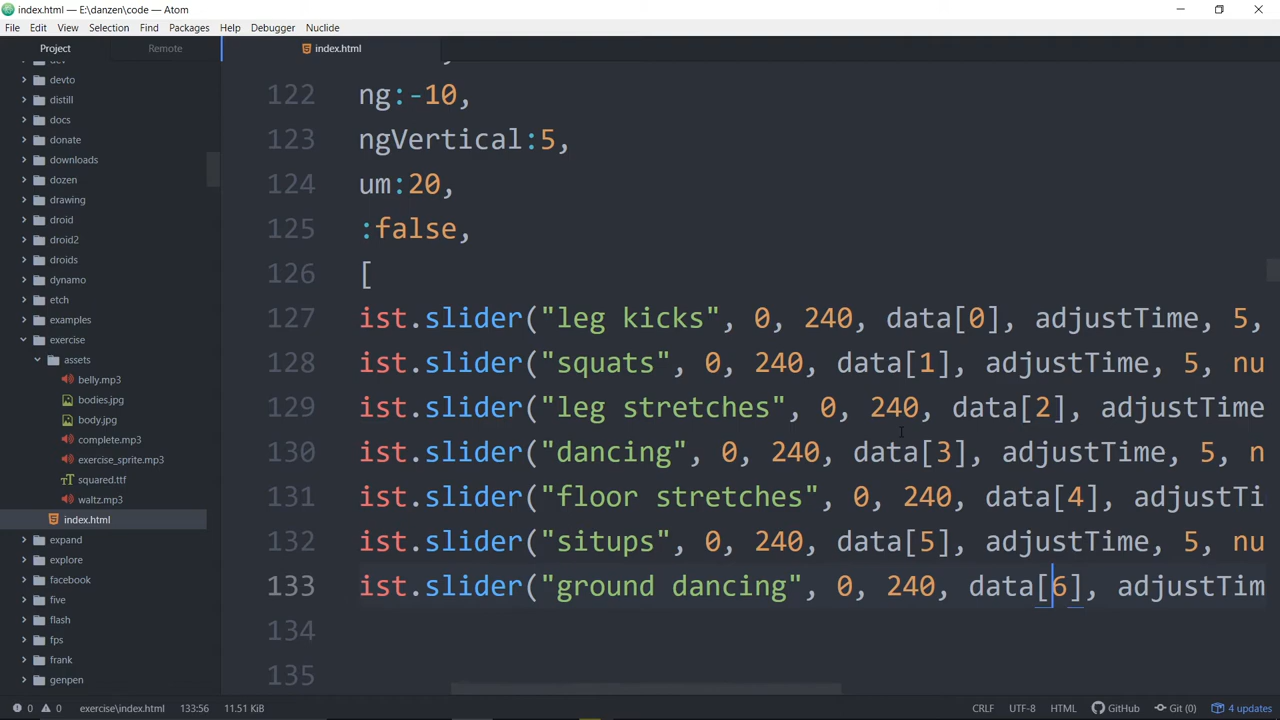 index.html — E:\danzen\code — Atom
File Edit View Selection Find Packages Help Debugger Nuclide
Project Remote index.html
devto
distill
docs
donate
downloads
dozen
drawing
droid
droid2
droids
dynamo
etch
examples
exercise
assets
belly.mp3
bodies.jpg
body.jpg
complete.mp3
exercise_sprite.mp3
squared.ttf
waltz.mp3
index.html
expand
explore
facebook
five
flash
fps
frank
genpen
122 ng:-10,
123 ngVertical:5,
124 um:20,
125 :false,
126 [
127 ist.slider("leg kicks", 0, 240, data[0], adjustTime, 5,
128 ist.slider("squats", 0, 240, data[1], adjustTime, 5, nu
129 ist.slider("leg stretches", 0, 240, data[2], adjustTime
130 ist.slider("dancing", 0, 240, data[3], adjustTime, 5, n
131 ist.slider("floor stretches", 0, 240, data[4], adjustTi
132 ist.slider("situps", 0, 240, data[5], adjustTime, 5, nu
133 ist.slider("ground dancing", 0, 240, data[6], adjustTim
134
135
0 0 exercise\index.html 133:56 11.51 KiB CRLF UTF-8 HTML GitHub Git (0) 4 updates